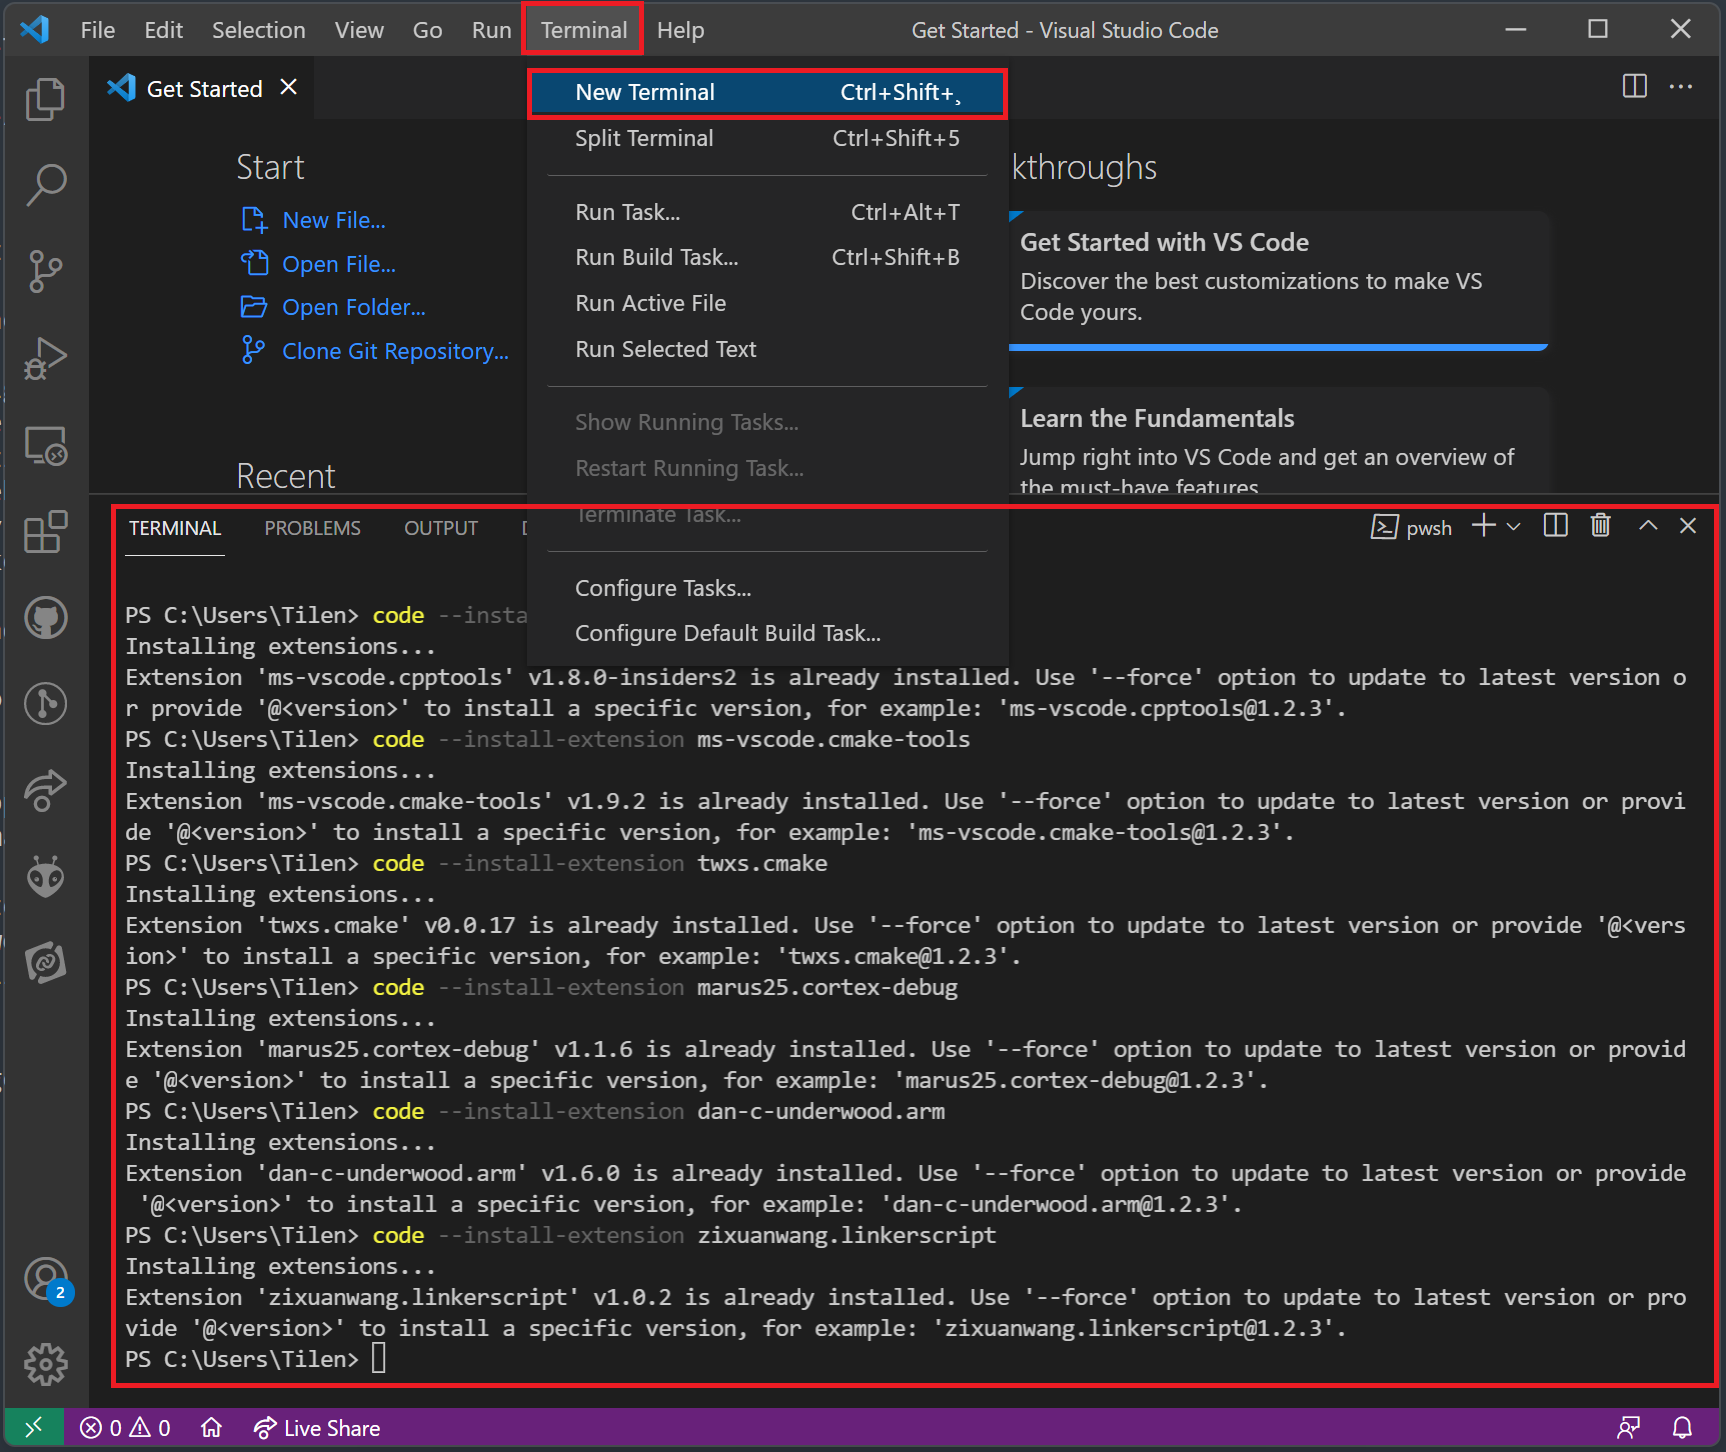 File Edit Selection View Go Run Terminal Help Get Started - Visual Studio Code
Get Started
New Terminal Ctrl+Shift+¸
Split Terminal Ctrl+Shift+5
Run Task... Ctrl+Alt+T
Run Build Task... Ctrl+Shift+B
Run Active File
Run Selected Text
Show Running Tasks...
Restart Running Task...
Terminate Task...
Configure Tasks...
Configure Default Build Task...
Start
New File...
Open File...
Open Folder...
Clone Git Repository...
Recent
kthroughs
Get Started with VS Code
Discover the best customizations to make VS
Code yours.
Learn the Fundamentals
Jump right into VS Code and get an overview of
the must-have features
TERMINAL PROBLEMS OUTPUT pwsh
PS C:\Users\Tilen> code --insta
Installing extensions...
Extension 'ms-vscode.cpptools' v1.8.0-insiders2 is already installed. Use '--force' option to update to latest version o
r provide '@<version>' to install a specific version, for example: 'ms-vscode.cpptools@1.2.3'.
PS C:\Users\Tilen> code --install-extension ms-vscode.cmake-tools
Installing extensions...
Extension 'ms-vscode.cmake-tools' v1.9.2 is already installed. Use '--force' option to update to latest version or provi
de '@<version>' to install a specific version, for example: 'ms-vscode.cmake-tools@1.2.3'.
PS C:\Users\Tilen> code --install-extension twxs.cmake
Installing extensions...
Extension 'twxs.cmake' v0.0.17 is already installed. Use '--force' option to update to latest version or provide '@<vers
ion>' to install a specific version, for example: 'twxs.cmake@1.2.3'.
PS C:\Users\Tilen> code --install-extension marus25.cortex-debug
Installing extensions...
Extension 'marus25.cortex-debug' v1.1.6 is already installed. Use '--force' option to update to latest version or provid
e '@<version>' to install a specific version, for example: 'marus25.cortex-debug@1.2.3'.
PS C:\Users\Tilen> code --install-extension dan-c-underwood.arm
Installing extensions...
Extension 'dan-c-underwood.arm' v1.6.0 is already installed. Use '--force' option to update to latest version or provide
'@<version>' to install a specific version, for example: 'dan-c-underwood.arm@1.2.3'.
PS C:\Users\Tilen> code --install-extension zixuanwang.linkerscript
Installing extensions...
Extension 'zixuanwang.linkerscript' v1.0.2 is already installed. Use '--force' option to update to latest version or pro
vide '@<version>' to install a specific version, for example: 'zixuanwang.linkerscript@1.2.3'.
PS C:\Users\Tilen>
2
0 0 Live Share